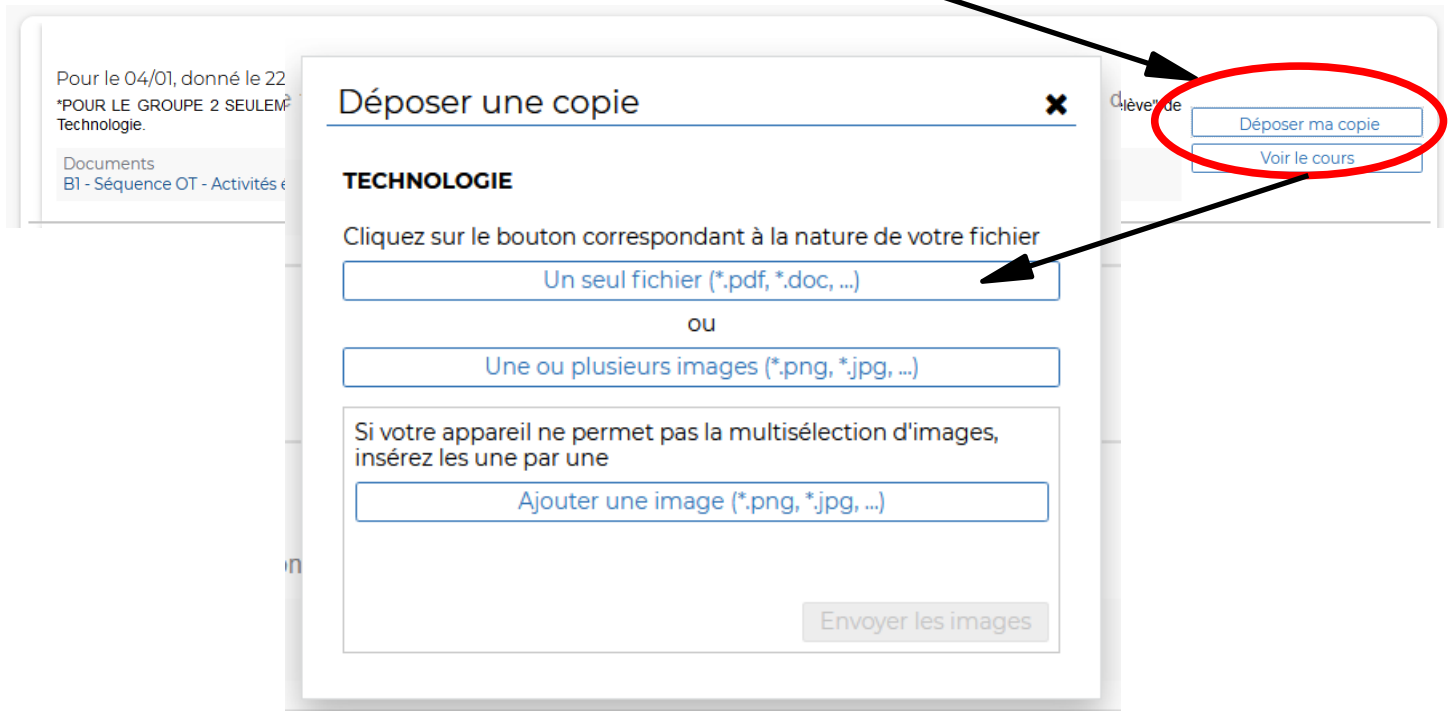 Pour le 04/01, donné le 22
*POUR LE GROUPE 2 SEULEM
Technologie.
Documents
B1 - Séquence OT - Activités
élève" de
Déposer ma copie
Voir le cours
Déposer une copie
TECHNOLOGIE
Cliquez sur le bouton correspondant à la nature de votre fichier
Un seul fichier (*.pdf, *.doc, ...)
ou
Une ou plusieurs images (*.png, *.jpg, ...)
Si votre appareil ne permet pas la multisélection d'images,
insérez les une par une
Ajouter une image (*.png, *.jpg, ...)
Envoyer les images